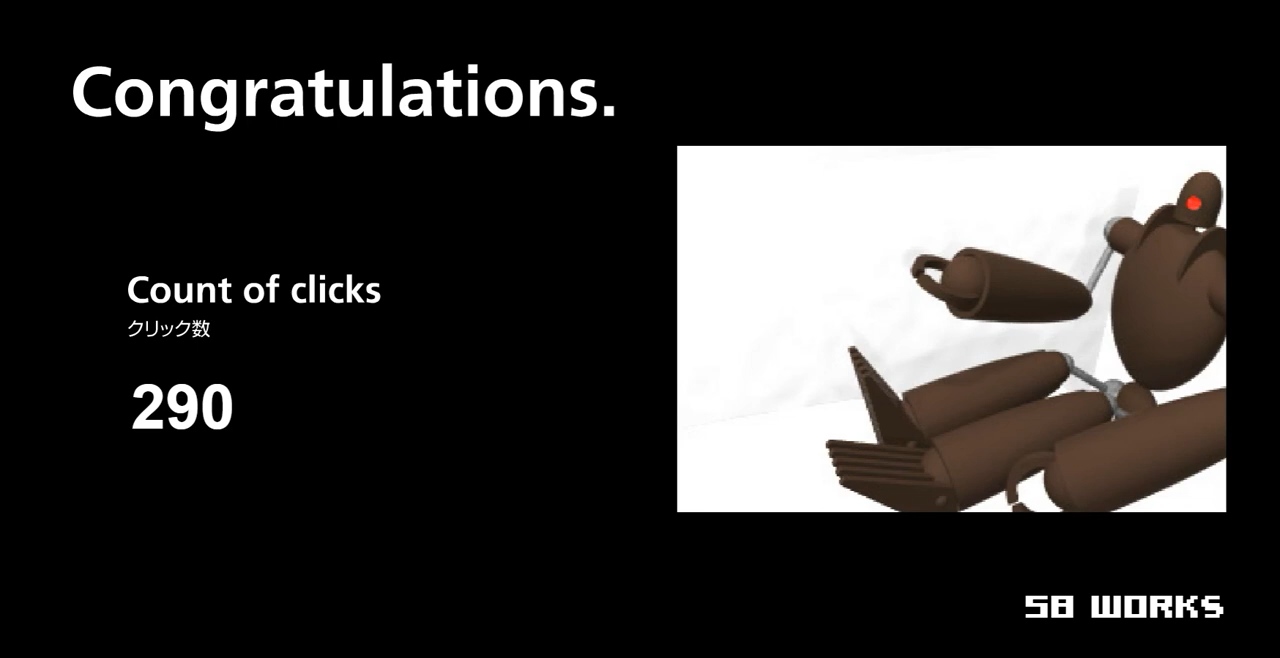 Congratulations.
Count of clicks
クリック数
290
58 WORKS